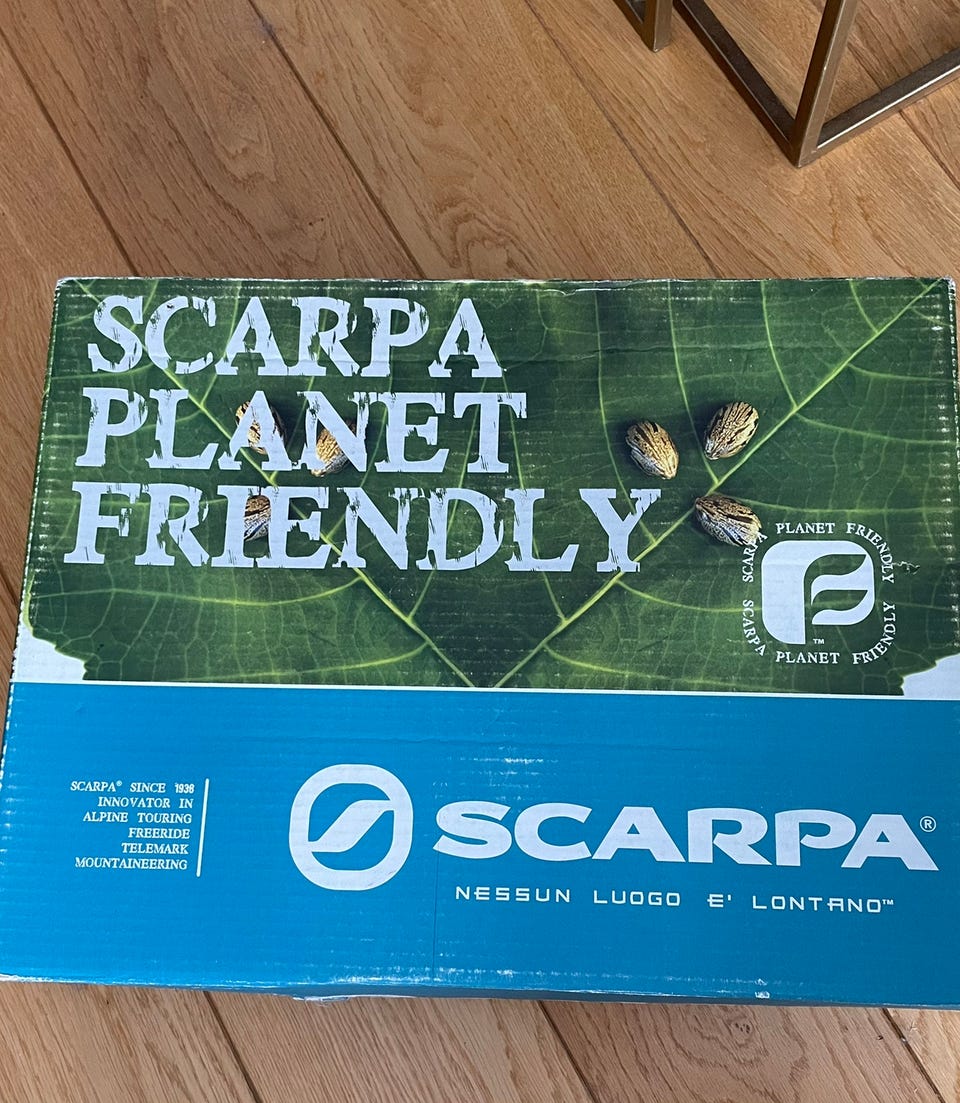 SCARPA
PLANET
FRIENDLY
PLANET FRIENDLY
SCARPA
SCARPA
PLANET FRIENDLY
TM
SCARPA® SINCE 1938
INNOVATOR IN
ALPINE TOURING
FREERIDE
TELEMARK
MOUNTAINEERING
SCARPA®
NESSUN LUOGO E' LONTANO™